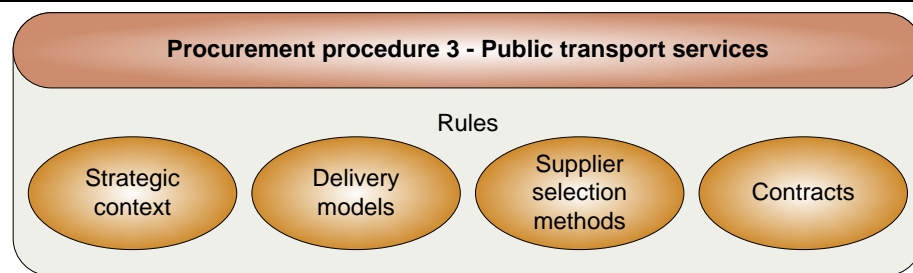 Procurement procedure 3 - Public transport services
Rules
Strategic
context
Delivery
models
Supplier
selection
methods
Contracts